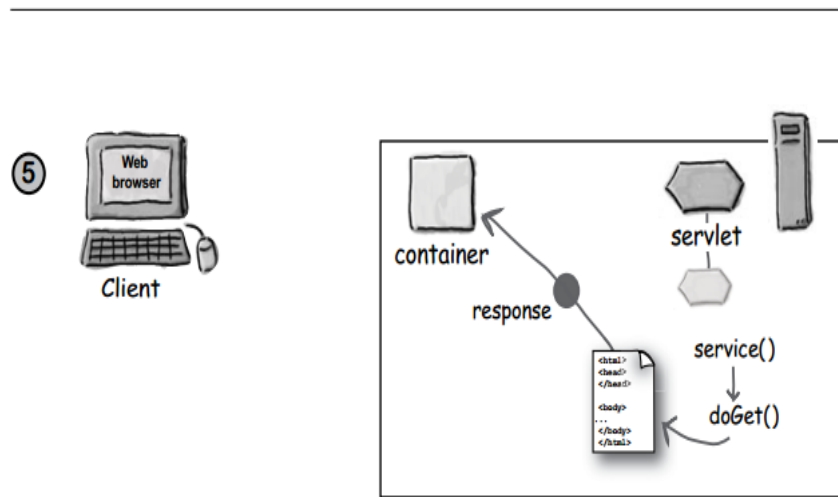 5
Web
browser
Client
container
servlet
response
service()
doGet()
<html>
<head>
</head>
<body>
...
</body>
</html>